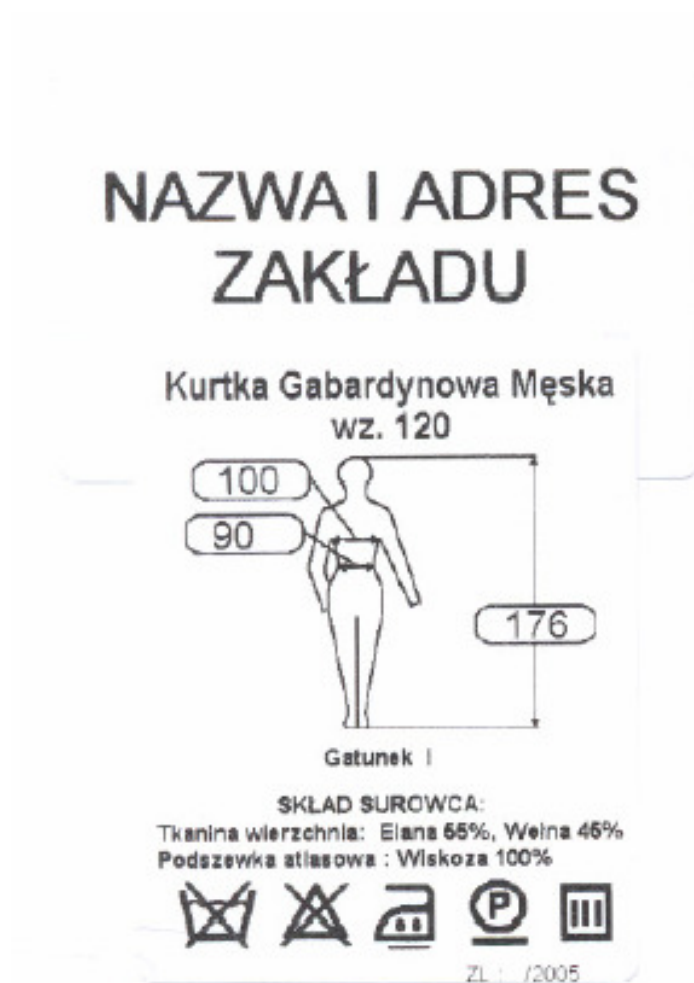 NAZWA I ADRES
ZAKŁADU
Kurtka Gabardynowa Męska
wz. 120
100
90
176
Gatunek I
SKŁAD SUROWCA:
Tkanina wierzchnia: Elana 55%, Wełna 45%
Podszewka atlasowa : Wiskoza 100%
P
ZL : /2005